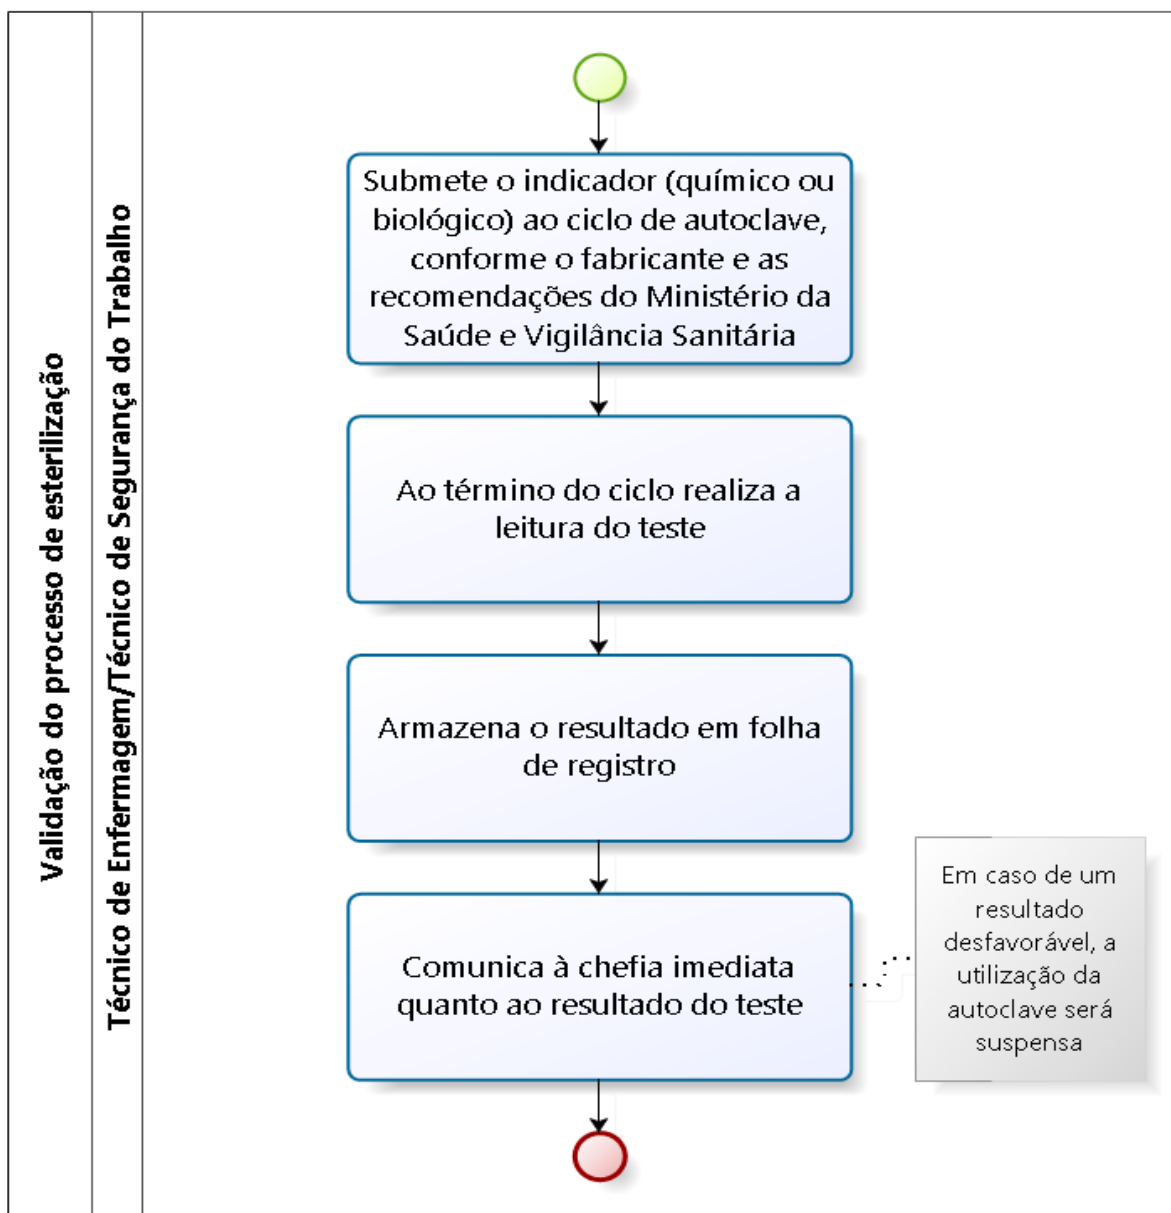 Validação do processo de esterilização
Técnico de Enfermagem/Técnico de Segurança do Trabalho
Submete o indicador (químico ou
biológico) ao ciclo de autoclave,
conforme o fabricante e as
recomendações do Ministério da
Saúde e Vigilância Sanitária
Ao término do ciclo realiza a
leitura do teste
Armazena o resultado em folha
de registro
Comunica à chefia imediata
quanto ao resultado do teste
Em caso de um
resultado
desfavorável, a
utilização da
autoclave será
suspensa